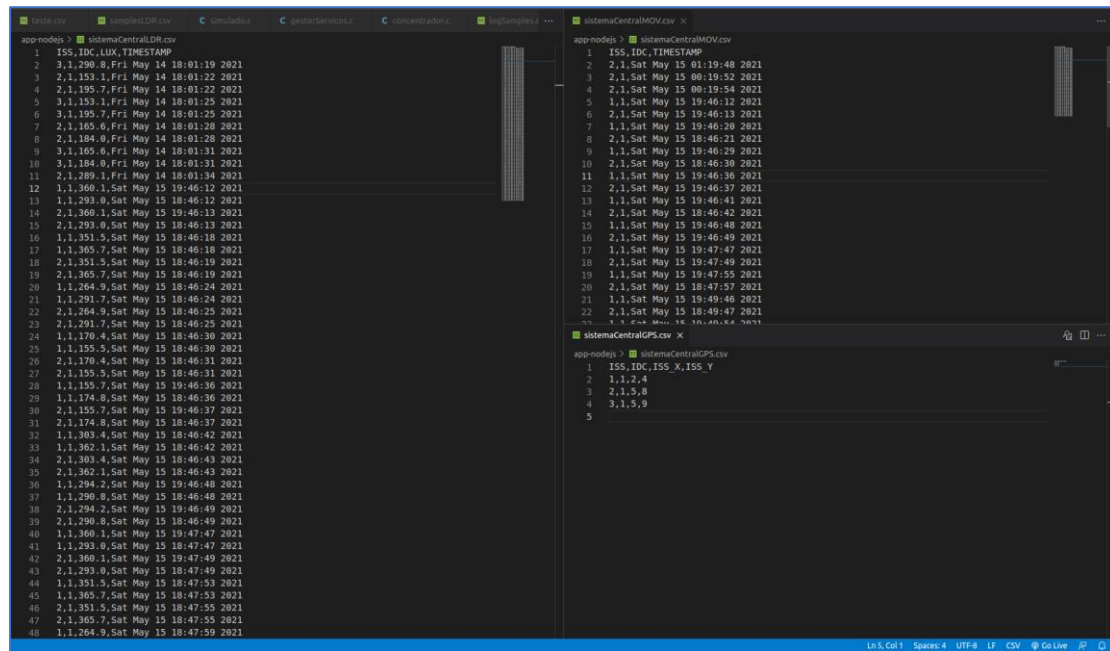 teste.csv samplesLDR.csv simulado.c gestorServicos.c concentrador.c logSamples.c ...
app-nodejs > sistemaCentralLDR.csv
1 ISS,IDC,LUX,TIMESTAMP
2 3,1,290.8,Fri May 14 18:01:19 2021
3 2,1,153.1,Fri May 14 18:01:22 2021
4 2,1,195.7,Fri May 14 18:01:22 2021
5 3,1,153.1,Fri May 14 18:01:25 2021
6 3,1,195.7,Fri May 14 18:01:25 2021
7 2,1,165.6,Fri May 14 18:01:28 2021
8 2,1,184.0,Fri May 14 18:01:28 2021
9 3,1,165.6,Fri May 14 18:01:31 2021
10 3,1,184.0,Fri May 14 18:01:31 2021
11 2,1,289.1,Fri May 14 18:01:34 2021
12 1,1,360.1,Sat May 15 19:46:12 2021
13 1,1,293.0,Sat May 15 18:46:12 2021
14 2,1,360.1,Sat May 15 19:46:13 2021
15 2,1,293.0,Sat May 15 18:46:13 2021
16 1,1,351.5,Sat May 15 18:46:18 2021
17 1,1,365.7,Sat May 15 18:46:18 2021
18 2,1,351.5,Sat May 15 18:46:19 2021
19 2,1,365.7,Sat May 15 18:46:19 2021
20 1,1,264.9,Sat May 15 18:46:24 2021
21 1,1,291.7,Sat May 15 18:46:24 2021
22 2,1,264.9,Sat May 15 18:46:25 2021
23 2,1,291.7,Sat May 15 18:46:25 2021
24 1,1,170.4,Sat May 15 18:46:30 2021
25 1,1,155.5,Sat May 15 18:46:30 2021
26 2,1,170.4,Sat May 15 18:46:31 2021
27 2,1,155.5,Sat May 15 18:46:31 2021
28 1,1,155.7,Sat May 15 19:46:36 2021
29 1,1,174.8,Sat May 15 18:46:36 2021
30 2,1,155.7,Sat May 15 19:46:37 2021
31 2,1,174.8,Sat May 15 18:46:37 2021
32 1,1,303.4,Sat May 15 18:46:42 2021
33 1,1,362.1,Sat May 15 18:46:42 2021
34 2,1,303.4,Sat May 15 18:46:43 2021
35 2,1,362.1,Sat May 15 18:46:43 2021
36 1,1,294.2,Sat May 15 19:46:48 2021
37 1,1,290.8,Sat May 15 18:46:48 2021
38 2,1,294.2,Sat May 15 19:46:49 2021
39 2,1,290.8,Sat May 15 18:46:49 2021
40 1,1,360.1,Sat May 15 19:47:47 2021
41 1,1,293.0,Sat May 15 18:47:47 2021
42 2,1,360.1,Sat May 15 19:47:49 2021
43 2,1,293.0,Sat May 15 18:47:49 2021
44 1,1,351.5,Sat May 15 18:47:53 2021
45 1,1,365.7,Sat May 15 18:47:53 2021
46 2,1,351.5,Sat May 15 18:47:55 2021
47 2,1,365.7,Sat May 15 18:47:55 2021
48 1,1,264.9,Sat May 15 18:47:59 2021
sistemaCentralMOV.csv ×
app-nodejs > sistemaCentralMOV.csv
1 ISS,IDC,TIMESTAMP
2 2,1,Sat May 15 01:19:48 2021
3 2,1,Sat May 15 00:19:52 2021
4 2,1,Sat May 15 00:19:54 2021
5 1,1,Sat May 15 19:46:12 2021
6 2,1,Sat May 15 19:46:13 2021
7 1,1,Sat May 15 19:46:20 2021
8 2,1,Sat May 15 18:46:21 2021
9 1,1,Sat May 15 19:46:29 2021
10 2,1,Sat May 15 18:46:30 2021
11 1,1,Sat May 15 19:46:36 2021
12 2,1,Sat May 15 19:46:37 2021
13 1,1,Sat May 15 19:46:41 2021
14 2,1,Sat May 15 18:46:42 2021
15 1,1,Sat May 15 19:46:48 2021
16 2,1,Sat May 15 19:46:49 2021
17 1,1,Sat May 15 19:47:47 2021
18 2,1,Sat May 15 19:47:49 2021
19 1,1,Sat May 15 19:47:55 2021
20 2,1,Sat May 15 18:47:57 2021
21 1,1,Sat May 15 19:49:46 2021
22 2,1,Sat May 15 18:49:47 2021
sistemaCentralGPS.csv ×
app-nodejs > sistemaCentralGPS.csv
1 ISS,IDC,ISS_X,ISS_Y
2 1,1,2,4
3 2,1,5,8
4 3,1,5,9
5
Ln 5, Col 1 Spaces: 4 UTF-8 LF CSV Go Live